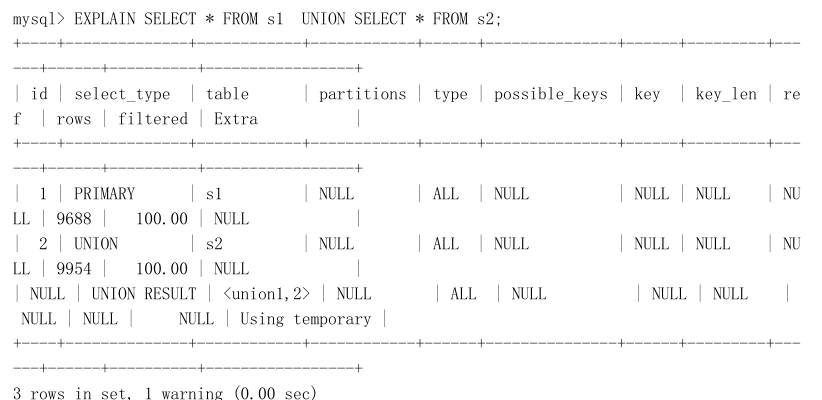 mysql> EXPLAIN SELECT * FROM s1  UNION SELECT * FROM s2;
+----+--------------+------------+------------+------+---------------+------+---------+---
---+------+----------+-----------------+
| id | select_type  | table      | partitions | type | possible_keys | key  | key_len | re
f  | rows | filtered | Extra           |
+----+--------------+------------+------------+------+---------------+------+---------+---
---+------+----------+-----------------+
|  1 | PRIMARY      | s1         | NULL       | ALL  | NULL          | NULL | NULL    | NU
LL | 9688 |   100.00 | NULL            |
|  2 | UNION        | s2         | NULL       | ALL  | NULL          | NULL | NULL    | NU
LL | 9954 |   100.00 | NULL            |
| NULL | UNION RESULT | <union1,2> | NULL       | ALL  | NULL          | NULL | NULL    |
 NULL | NULL |     NULL | Using temporary |
+----+--------------+------------+------------+------+---------------+------+---------+---
---+------+----------+-----------------+
3 rows in set, 1 warning (0.00 sec)